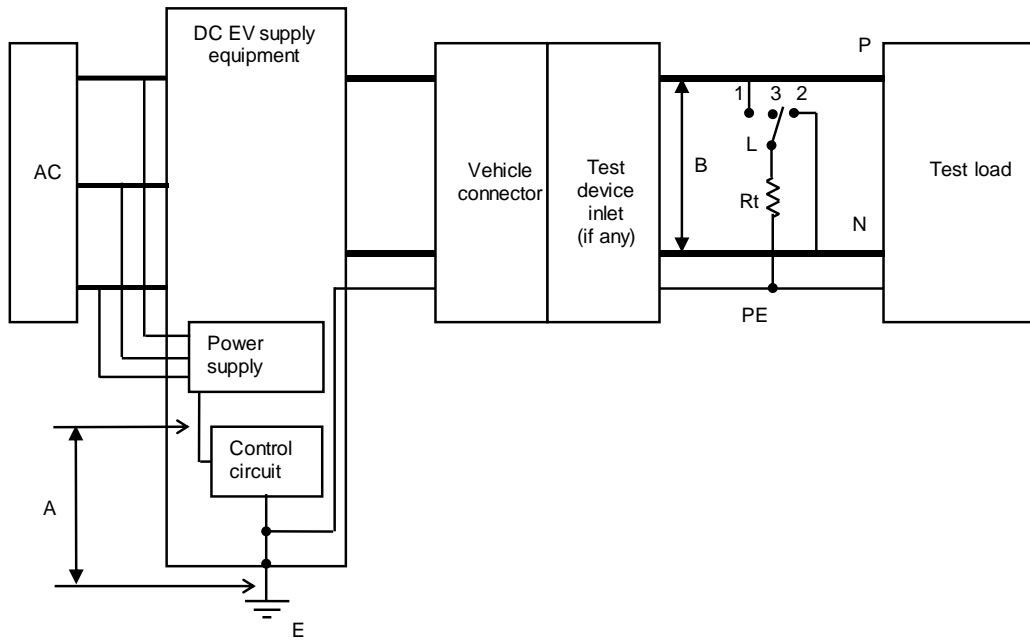 DC EV supply
equipment
AC
Vehicle
connector
Test
device
inlet
(if any)
B
P
1
3
2
L
Rt
N
PE
Test load
Power
supply
Control
circuit
A
E